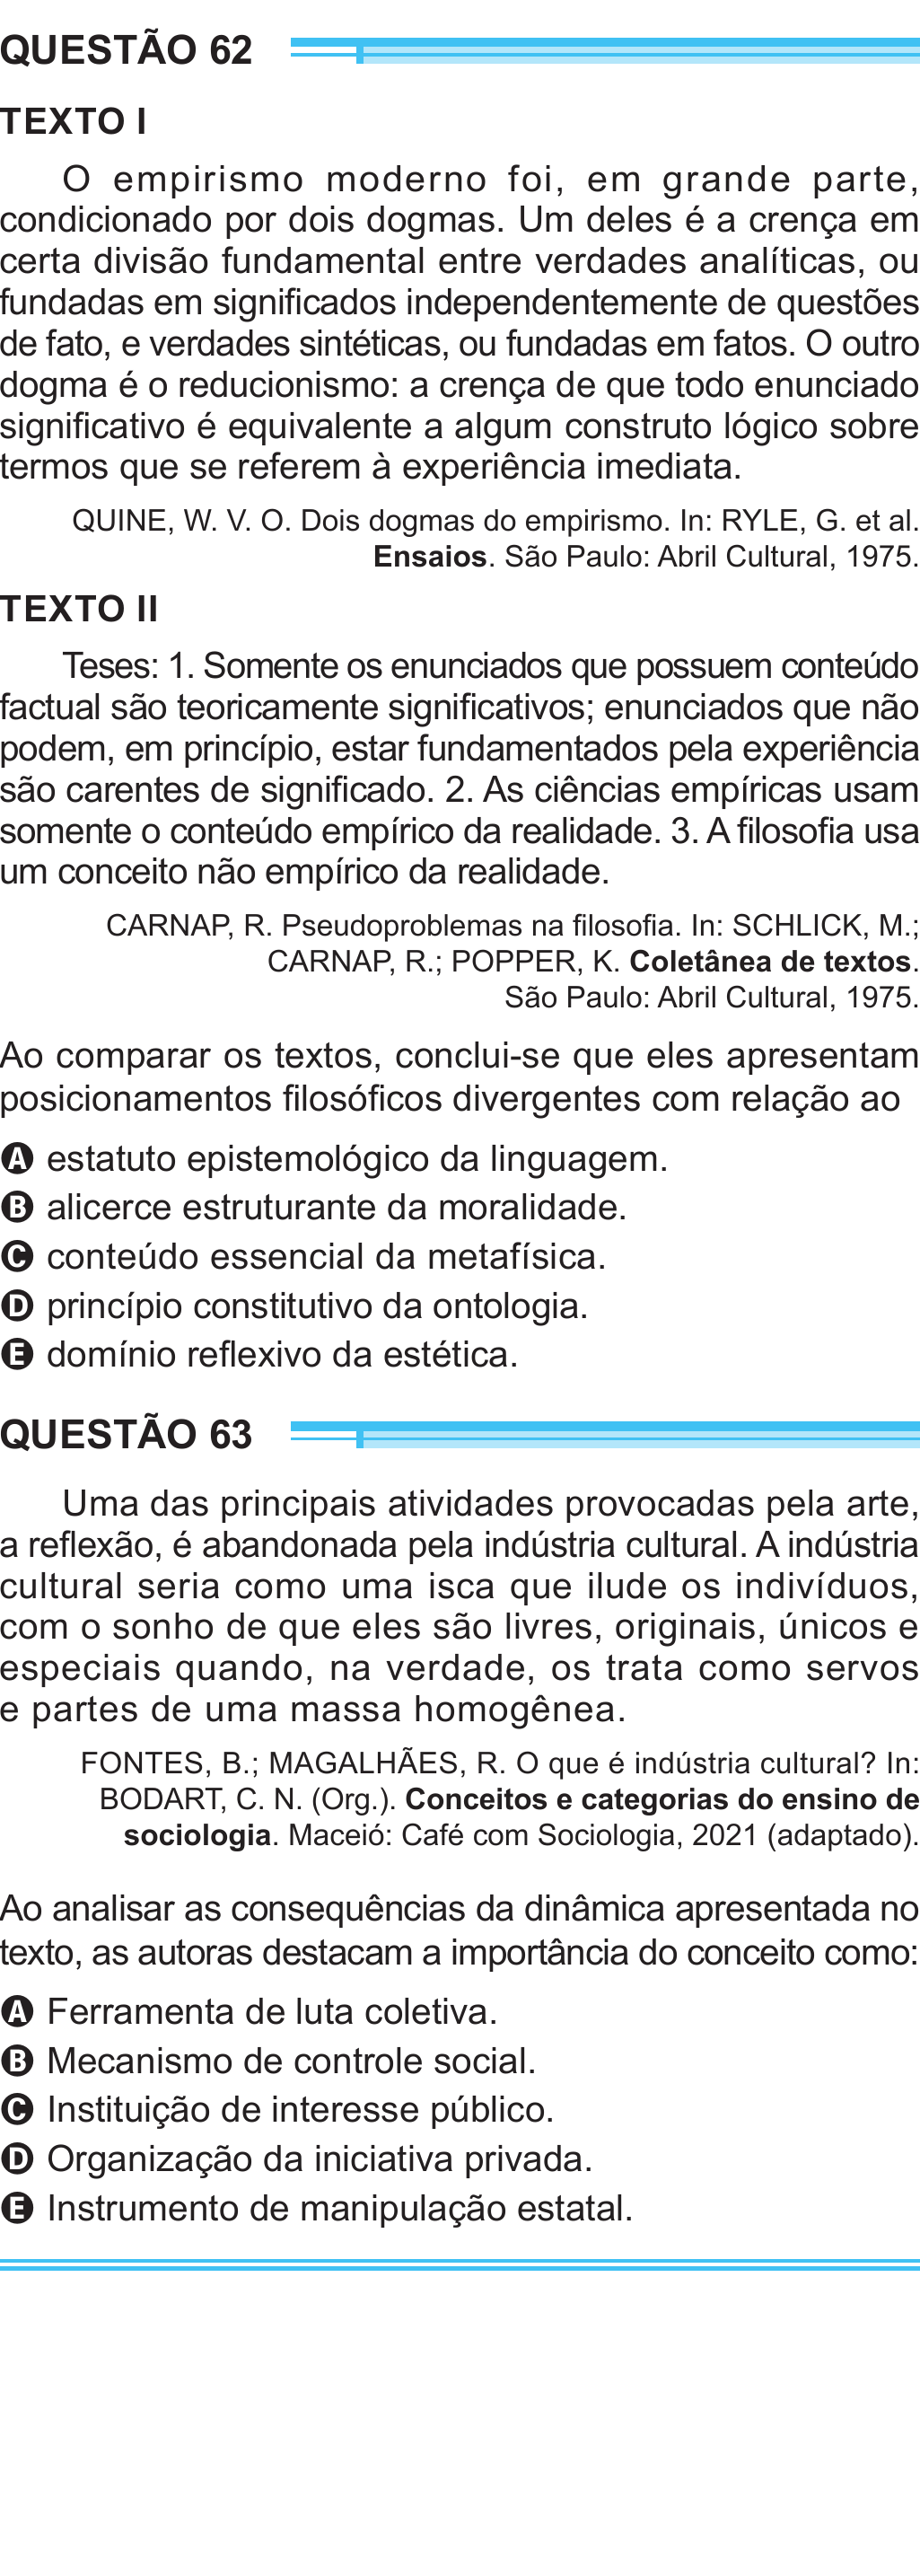 QUESTÃO 62
TEXTO I
O empirismo moderno foi, em grande parte,
condicionado por dois dogmas. Um deles é a crença em
certa divisão fundamental entre verdades analíticas, ou
fundadas em significados independentemente de questões
de fato, e verdades sintéticas, ou fundadas em fatos. O outro
dogma é o reducionismo: a crença de que todo enunciado
significativo é equivalente a algum construto lógico sobre
termos que se referem à experiência imediata.
QUINE, W. V. O. Dois dogmas do empirismo. In: RYLE, G. et al.
Ensaios. São Paulo: Abril Cultural, 1975.
TEXTO II
Teses: 1. Somente os enunciados que possuem conteúdo
factual são teoricamente significativos; enunciados que não
podem, em princípio, estar fundamentados pela experiência
são carentes de significado. 2. As ciências empíricas usam
somente o conteúdo empírico da realidade. 3. A filosofia usa
um conceito não empírico da realidade.
CARNAP, R. Pseudoproblemas na filosofia. In: SCHLICK, M.;
CARNAP, R.; POPPER, K. Coletânea de textos.
São Paulo: Abril Cultural, 1975.
Ao comparar os textos, conclui-se que eles apresentam
posicionamentos filosóficos divergentes com relação ao
A estatuto epistemológico da linguagem.
B alicerce estruturante da moralidade.
C conteúdo essencial da metafísica.
D princípio constitutivo da ontologia.
E domínio reflexivo da estética.
QUESTÃO 63
Uma das principais atividades provocadas pela arte,
a reflexão, é abandonada pela indústria cultural. A indústria
cultural seria como uma isca que ilude os indivíduos,
com o sonho de que eles são livres, originais, únicos e
especiais quando, na verdade, os trata como servos
e partes de uma massa homogênea.
FONTES, B.; MAGALHÃES, R. O que é indústria cultural? In:
BODART, C. N. (Org.). Conceitos e categorias do ensino de
sociologia. Maceió: Café com Sociologia, 2021 (adaptado).
Ao analisar as consequências da dinâmica apresentada no
texto, as autoras destacam a importância do conceito como:
A Ferramenta de luta coletiva.
B Mecanismo de controle social.
C Instituição de interesse público.
D Organização da iniciativa privada.
E Instrumento de manipulação estatal.